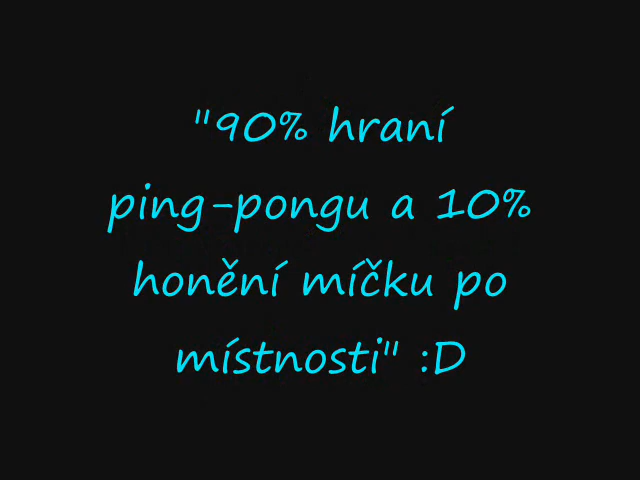 "90% hraní
ping-pongu a 10%
honění míčku po
místnosti" :D